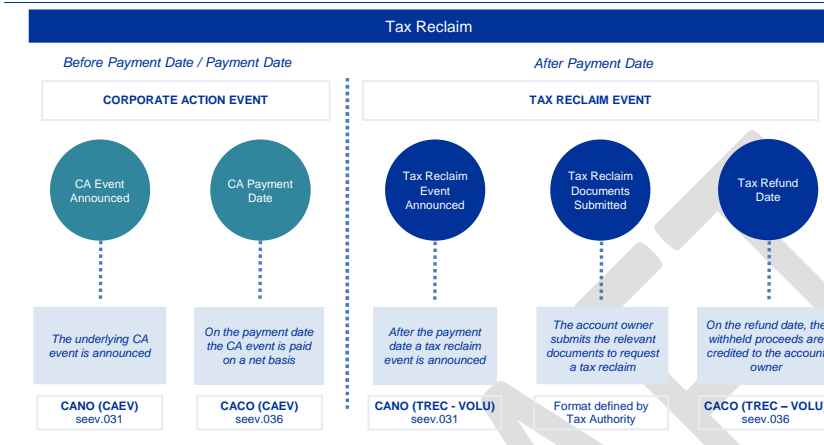 Tax Reclaim
Before Payment Date / Payment Date
After Payment Date
CORPORATE ACTION EVENT
TAX RECLAIM EVENT
CA Event
Announced
CA Payment
Date
Tax Reclaim
Event
Announced
Tax Reclaim
Documents
Submitted
Tax Refund
Date
The underlying CA
event is announced
On the payment date
the CA event is paid
on a net basis
After the payment
date a tax reclaim
event is announced
The account owner
submits the relevant
documents to request
a tax reclaim
On the refund date, the
withheld proceeds are
credited to the account
owner
CANO (CAEV)
seev.031
CACO (CAEV)
seev.036
CANO (TREC - VOLU)
seev.031
Format defined by
Tax Authority
CACO (TREC – VOLU)
seev.036